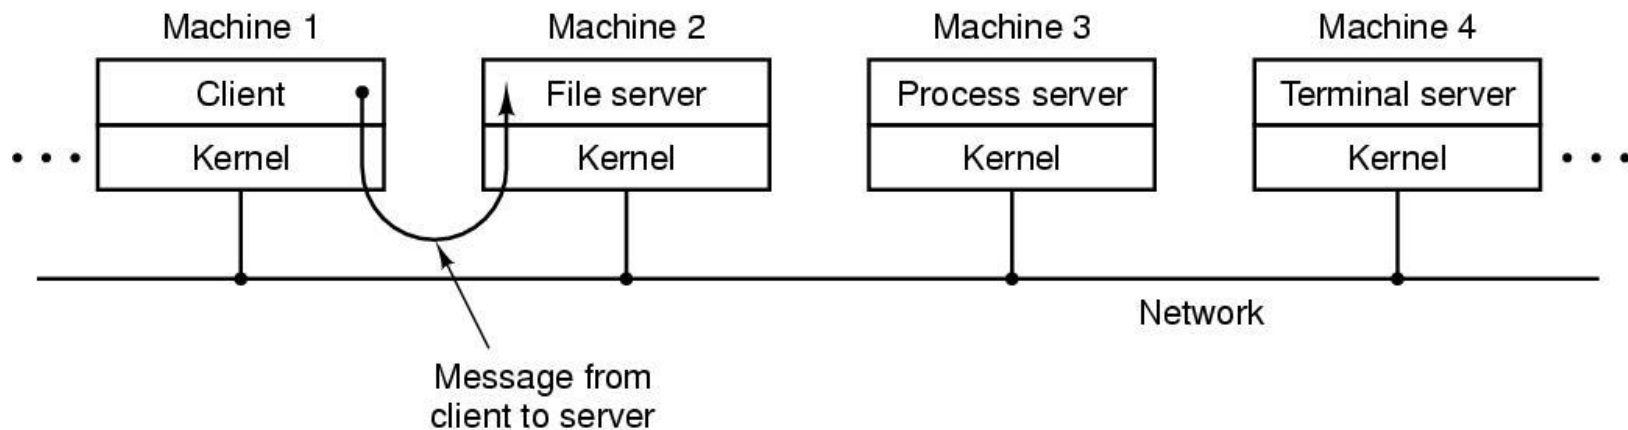 Machine 1
Machine 2
Machine 3
Machine 4
Client
File server
Process server
Terminal server
Kernel
Kernel
Kernel
Kernel
Network
Message from
client to server